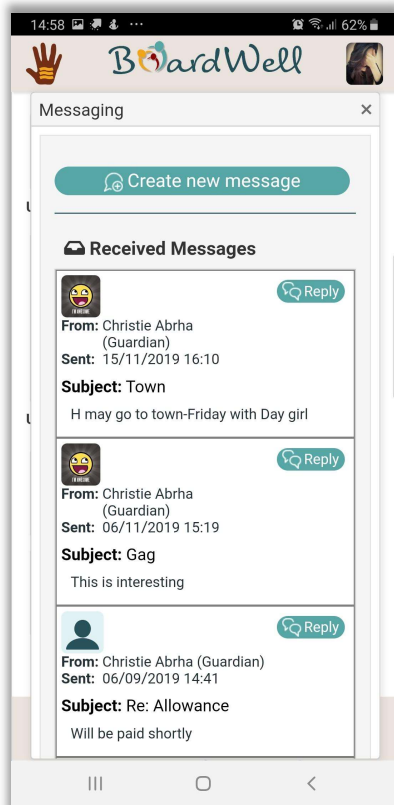 14:58 62%
BoardWell
Messaging ×
Create new message
Received Messages
Reply
From: Christie Abrha
(Guardian)
Sent: 15/11/2019 16:10
Subject: Town
H may go to town-Friday with Day girl
Reply
From: Christie Abrha
(Guardian)
Sent: 06/11/2019 15:19
Subject: Gag
This is interesting
Reply
From: Christie Abrha (Guardian)
Sent: 06/09/2019 14:41
Subject: Re: Allowance
Will be paid shortly